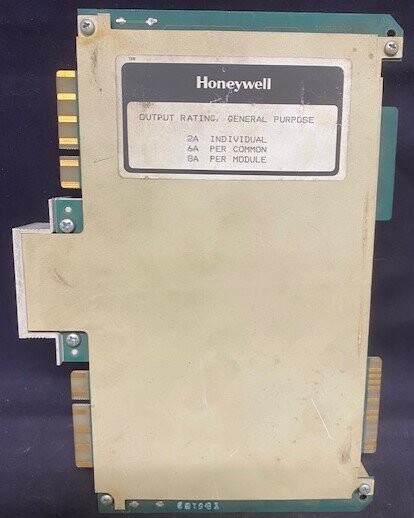 Honeywell
OUTPUT RATING, GENERAL PURPOSE
2A INDIVIDUAL
6A PER COMMON
8A PER MODULE